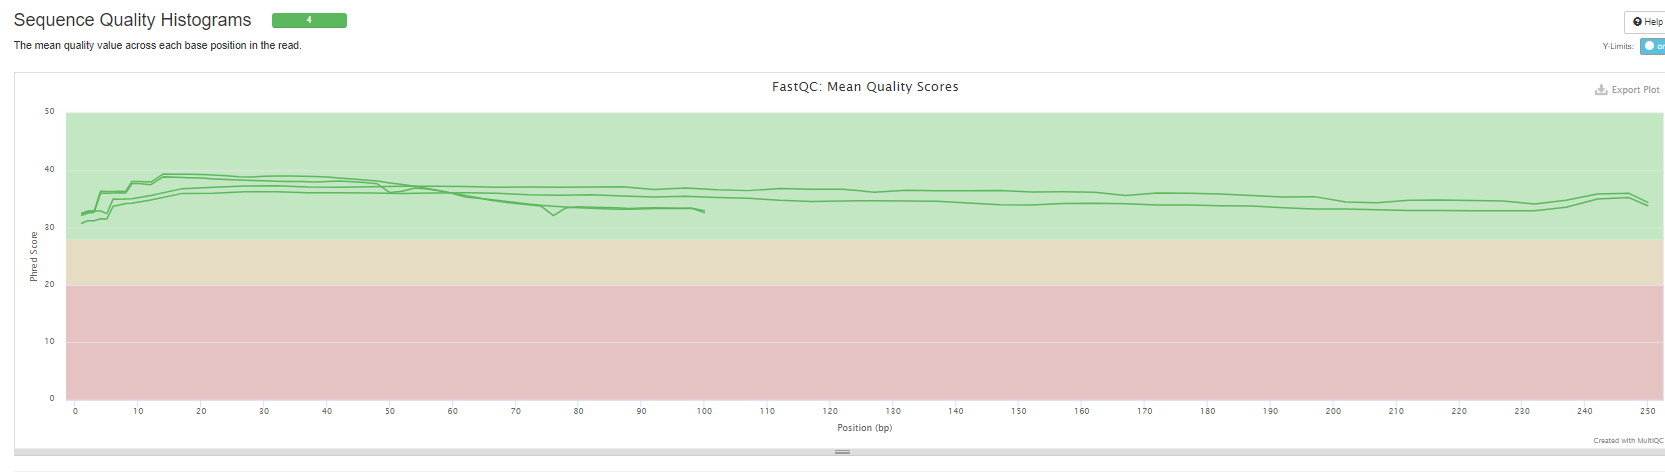 Sequence Quality Histograms 4
Help
The mean quality value across each base position in the read.
Y-Limits: on
FastQC: Mean Quality Scores
Export Plot
50
40
30
20
10
0
Phred Score
0 10 20 30 40 50 60 70 80 90 100 110 120 130 140 150 160 170 180 190 200 210 220 230 240 250
Position (bp)
Created with MultiQC